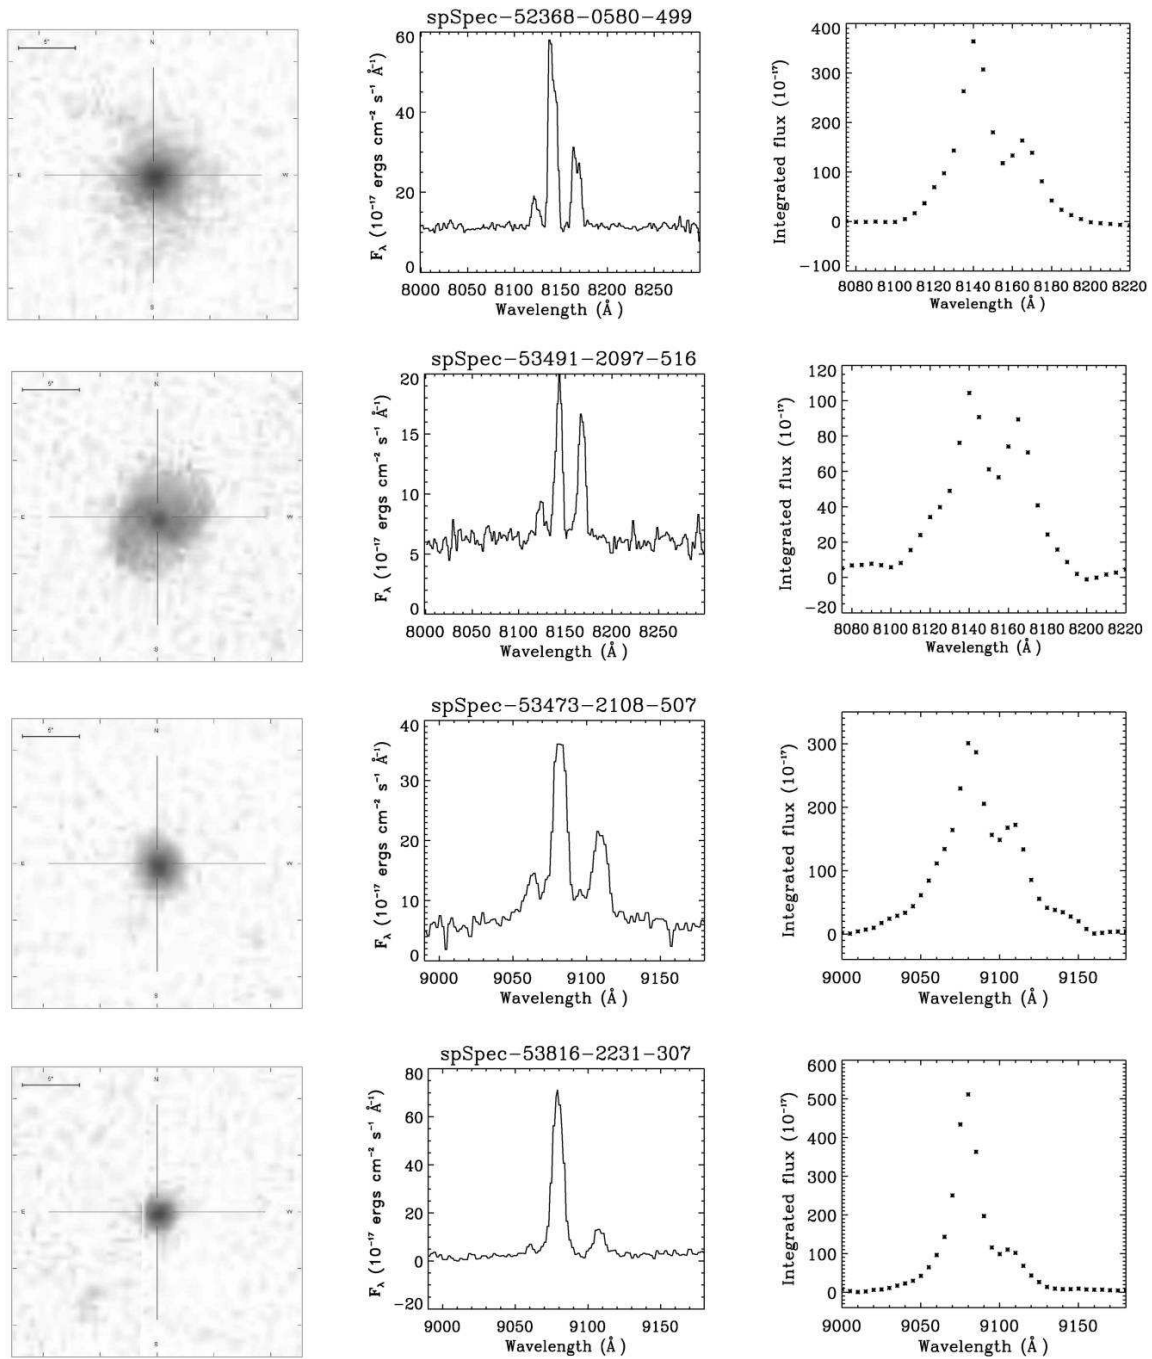 spSpec-52368-0580-499
5"
N
E
W
S
F_λ (10⁻¹⁷ ergs cm⁻² s⁻¹ Å⁻¹)
60
40
20
0
8000 8050 8100 8150 8200 8250
Wavelength (Å)
Integrated flux (10⁻¹⁷)
400
300
200
100
0
−100
8080 8100 8120 8140 8160 8180 8200 8220
Wavelength (Å)
spSpec-53491-2097-516
5"
N
E
W
S
F_λ (10⁻¹⁷ ergs cm⁻² s⁻¹ Å⁻¹)
20
15
10
5
0
8000 8050 8100 8150 8200 8250
Wavelength (Å)
Integrated flux (10⁻¹⁷)
120
100
80
60
40
20
0
−20
8080 8100 8120 8140 8160 8180 8200 8220
Wavelength (Å)
spSpec-53473-2108-507
5"
N
E
W
S
F_λ (10⁻¹⁷ ergs cm⁻² s⁻¹ Å⁻¹)
40
30
20
10
0
9000 9050 9100 9150
Wavelength (Å)
Integrated flux (10⁻¹⁷)
300
200
100
0
9000 9050 9100 9150
Wavelength (Å)
spSpec-53816-2231-307
5"
N
E
W
S
F_λ (10⁻¹⁷ ergs cm⁻² s⁻¹ Å⁻¹)
80
60
40
20
0
−20
9000 9050 9100 9150
Wavelength (Å)
Integrated flux (10⁻¹⁷)
600
500
400
300
200
100
0
9000 9050 9100 9150
Wavelength (Å)